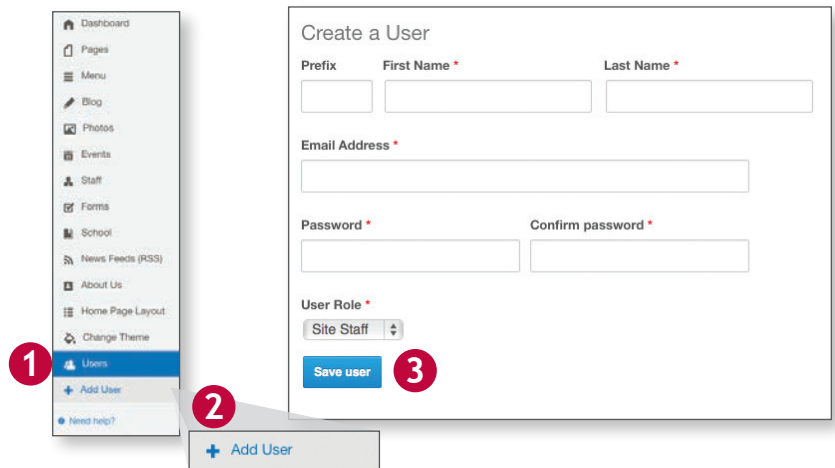 Dashboard
Pages
Menu
Blog
Photos
Events
Staff
Forms
School
News Feeds (RSS)
About Us
Home Page Layout
Change Theme
1
Users
Add User
Need help?
2
Add User
Create a User
Prefix First Name * Last Name *
Email Address *
Password * Confirm password *
User Role *
Site Staff
Save user
3